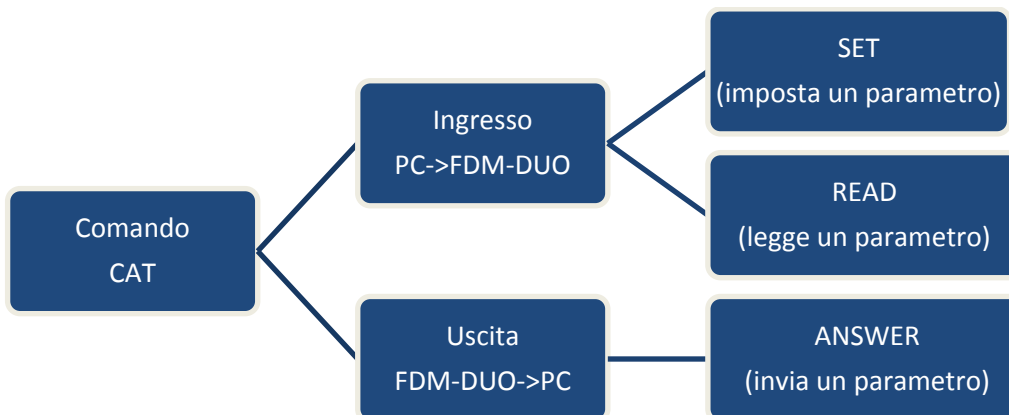 Comando
CAT
Ingresso
PC->FDM-DUO
SET
(imposta un parametro)
READ
(legge un parametro)
Uscita
FDM-DUO->PC
ANSWER
(invia un parametro)